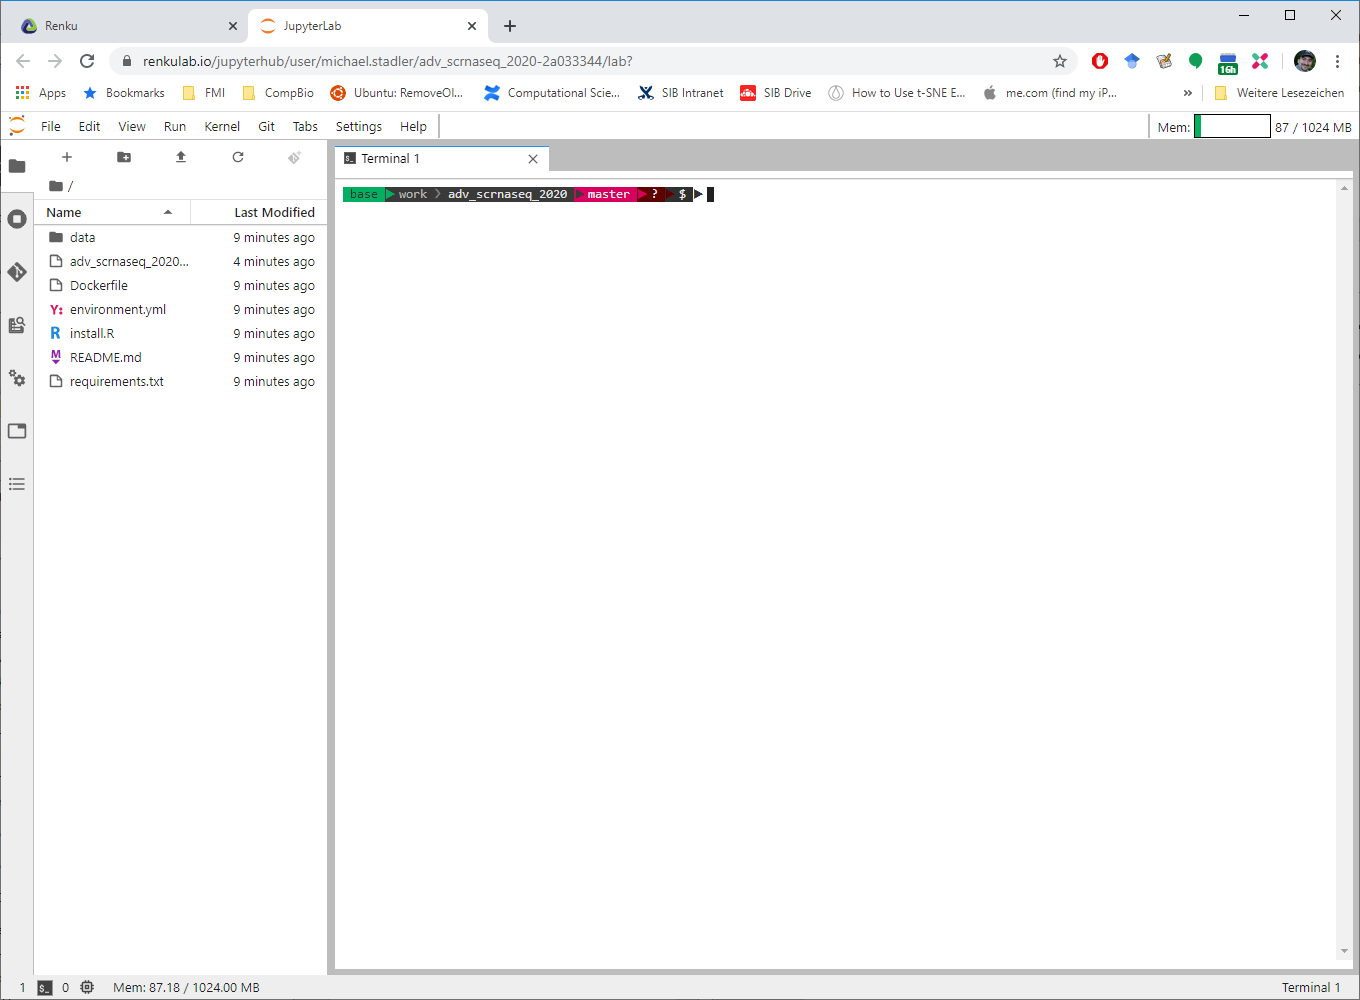 Renku
JupyterLab
renkulab.io/jupyterhub/user/michael.stadler/adv_scrnaseq_2020-2a033344/lab?
16h
Apps Bookmarks FMI CompBio Ubuntu: RemoveOl... Computational Scie... SIB Intranet SIB Drive How to Use t-SNE E... me.com (find my iP... » Weitere Lesezeichen
File Edit View Run Kernel Git Tabs Settings Help Mem: 87 / 1024 MB
Terminal 1
/
Name Last Modified
data 9 minutes ago
adv_scrnaseq_2020... 4 minutes ago
Dockerfile 9 minutes ago
Y: environment.yml 9 minutes ago
R install.R 9 minutes ago
M README.md 9 minutes ago
requirements.txt 9 minutes ago
base work adv_scrnaseq_2020 master ? $
1 $_ 0 Mem: 87.18 / 1024.00 MB Terminal 1